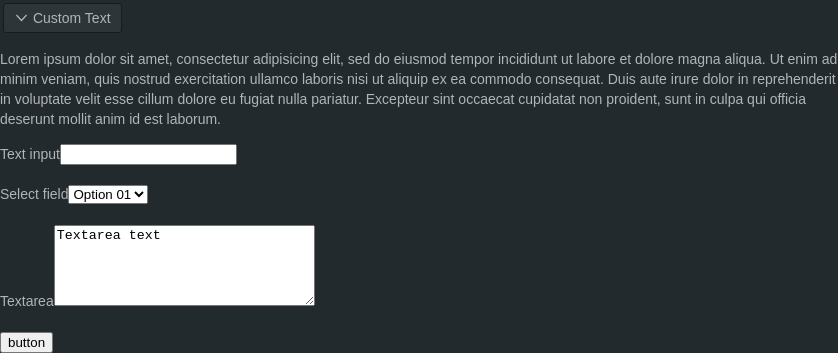 Custom Text
Lorem ipsum dolor sit amet, consectetur adipisicing elit, sed do eiusmod tempor incididunt ut labore et dolore magna aliqua. Ut enim ad
minim veniam, quis nostrud exercitation ullamco laboris nisi ut aliquip ex ea commodo consequat. Duis aute irure dolor in reprehenderit
in voluptate velit esse cillum dolore eu fugiat nulla pariatur. Excepteur sint occaecat cupidatat non proident, sunt in culpa qui officia
deserunt mollit anim id est laborum.
Text input
Select field Option 01
Textarea text
Textarea
button